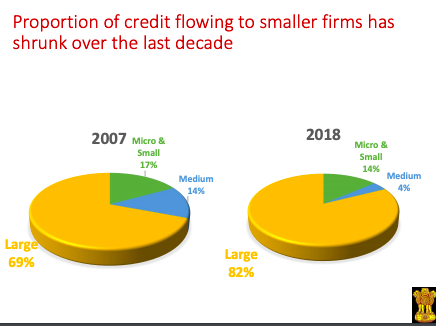 Proportion of credit flowing to smaller firms has
shrunk over the last decade
2007
Micro &
Small
17%
Medium
14%
Large
69%
2018
Micro &
Small
14%
Medium
4%
Large
82%